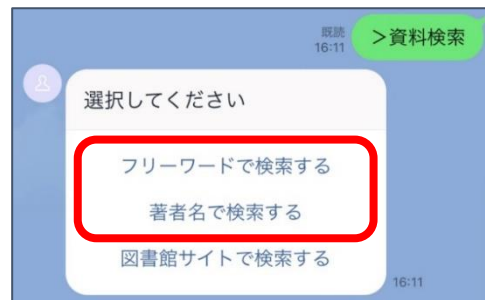 既読
16:11
＞資料検索
選択してください
フリーワードで検索する
著者名で検索する
図書館サイトで検索する
16:11